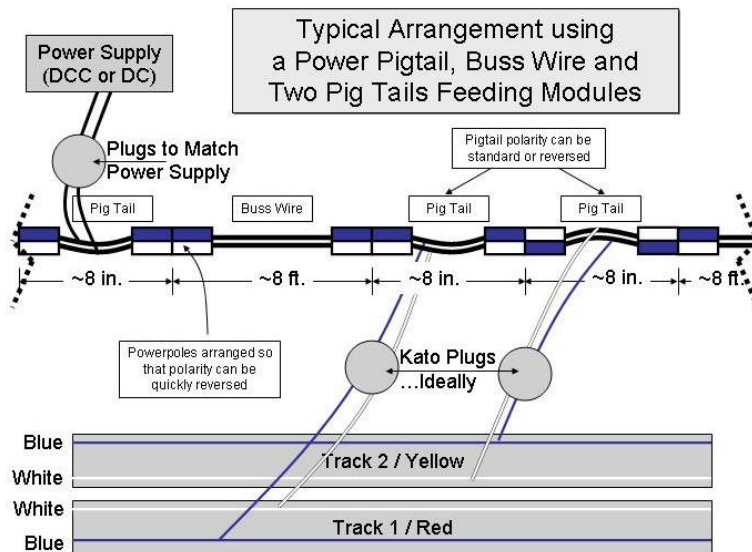 Typical Arrangement using
a Power Pigtail, Buss Wire and
Two Pig Tails Feeding Modules
Power Supply
(DCC or DC)
Plugs to Match
Power Supply
Pigtail polarity can be
standard or reversed
Pig Tail
Buss Wire
Pig Tail
Pig Tail
~8 in.
~8 ft.
~8 in.
~8 in.
~8 ft.
Powerpoles arranged so
that polarity can be
quickly reversed
Kato Plugs
...Ideally
Blue
Track 2 / Yellow
White
White
Track 1 / Red
Blue